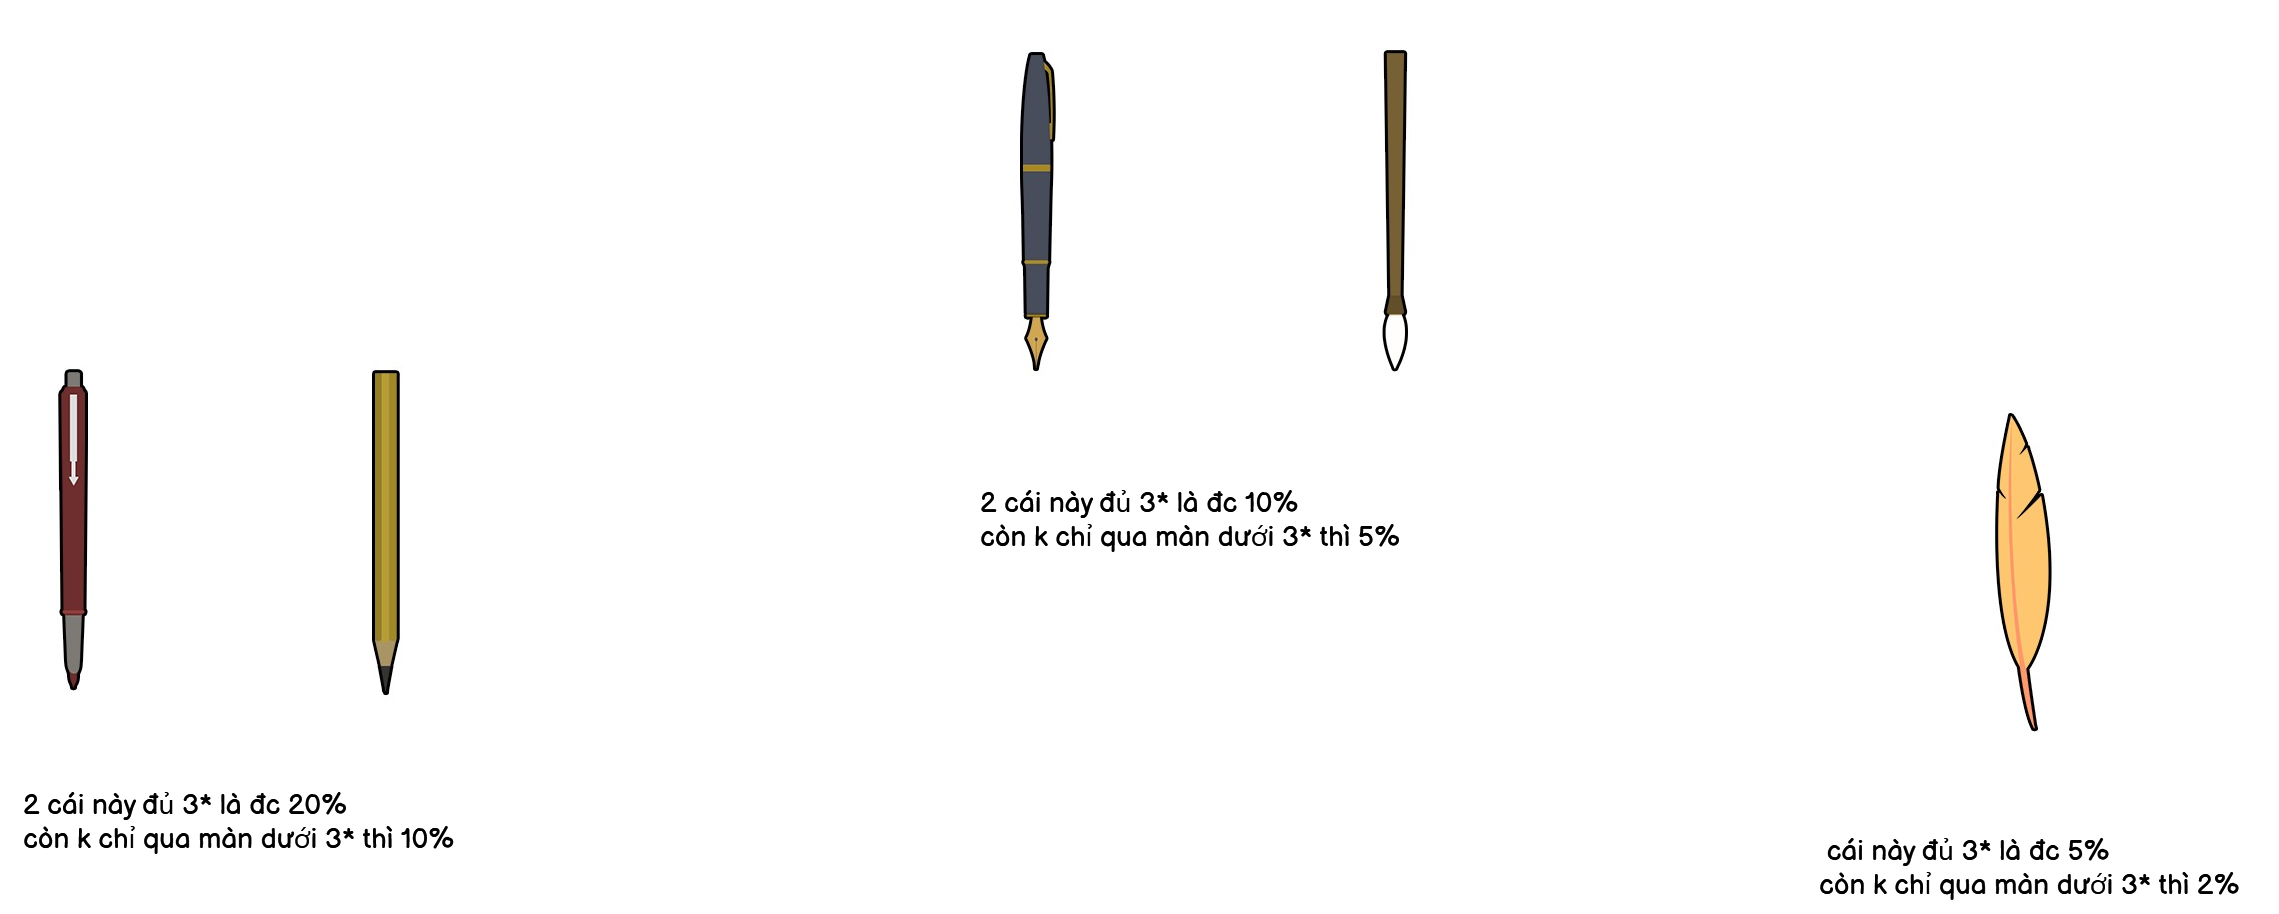 2 cái này đủ 3* là đc 10%
còn k chỉ qua màn dưới 3* thì 5%
2 cái này đủ 3* là đc 20%
còn k chỉ qua màn dưới 3* thì 10%
cái này đủ 3* là đc 5%
còn k chỉ qua màn dưới 3* thì 2%